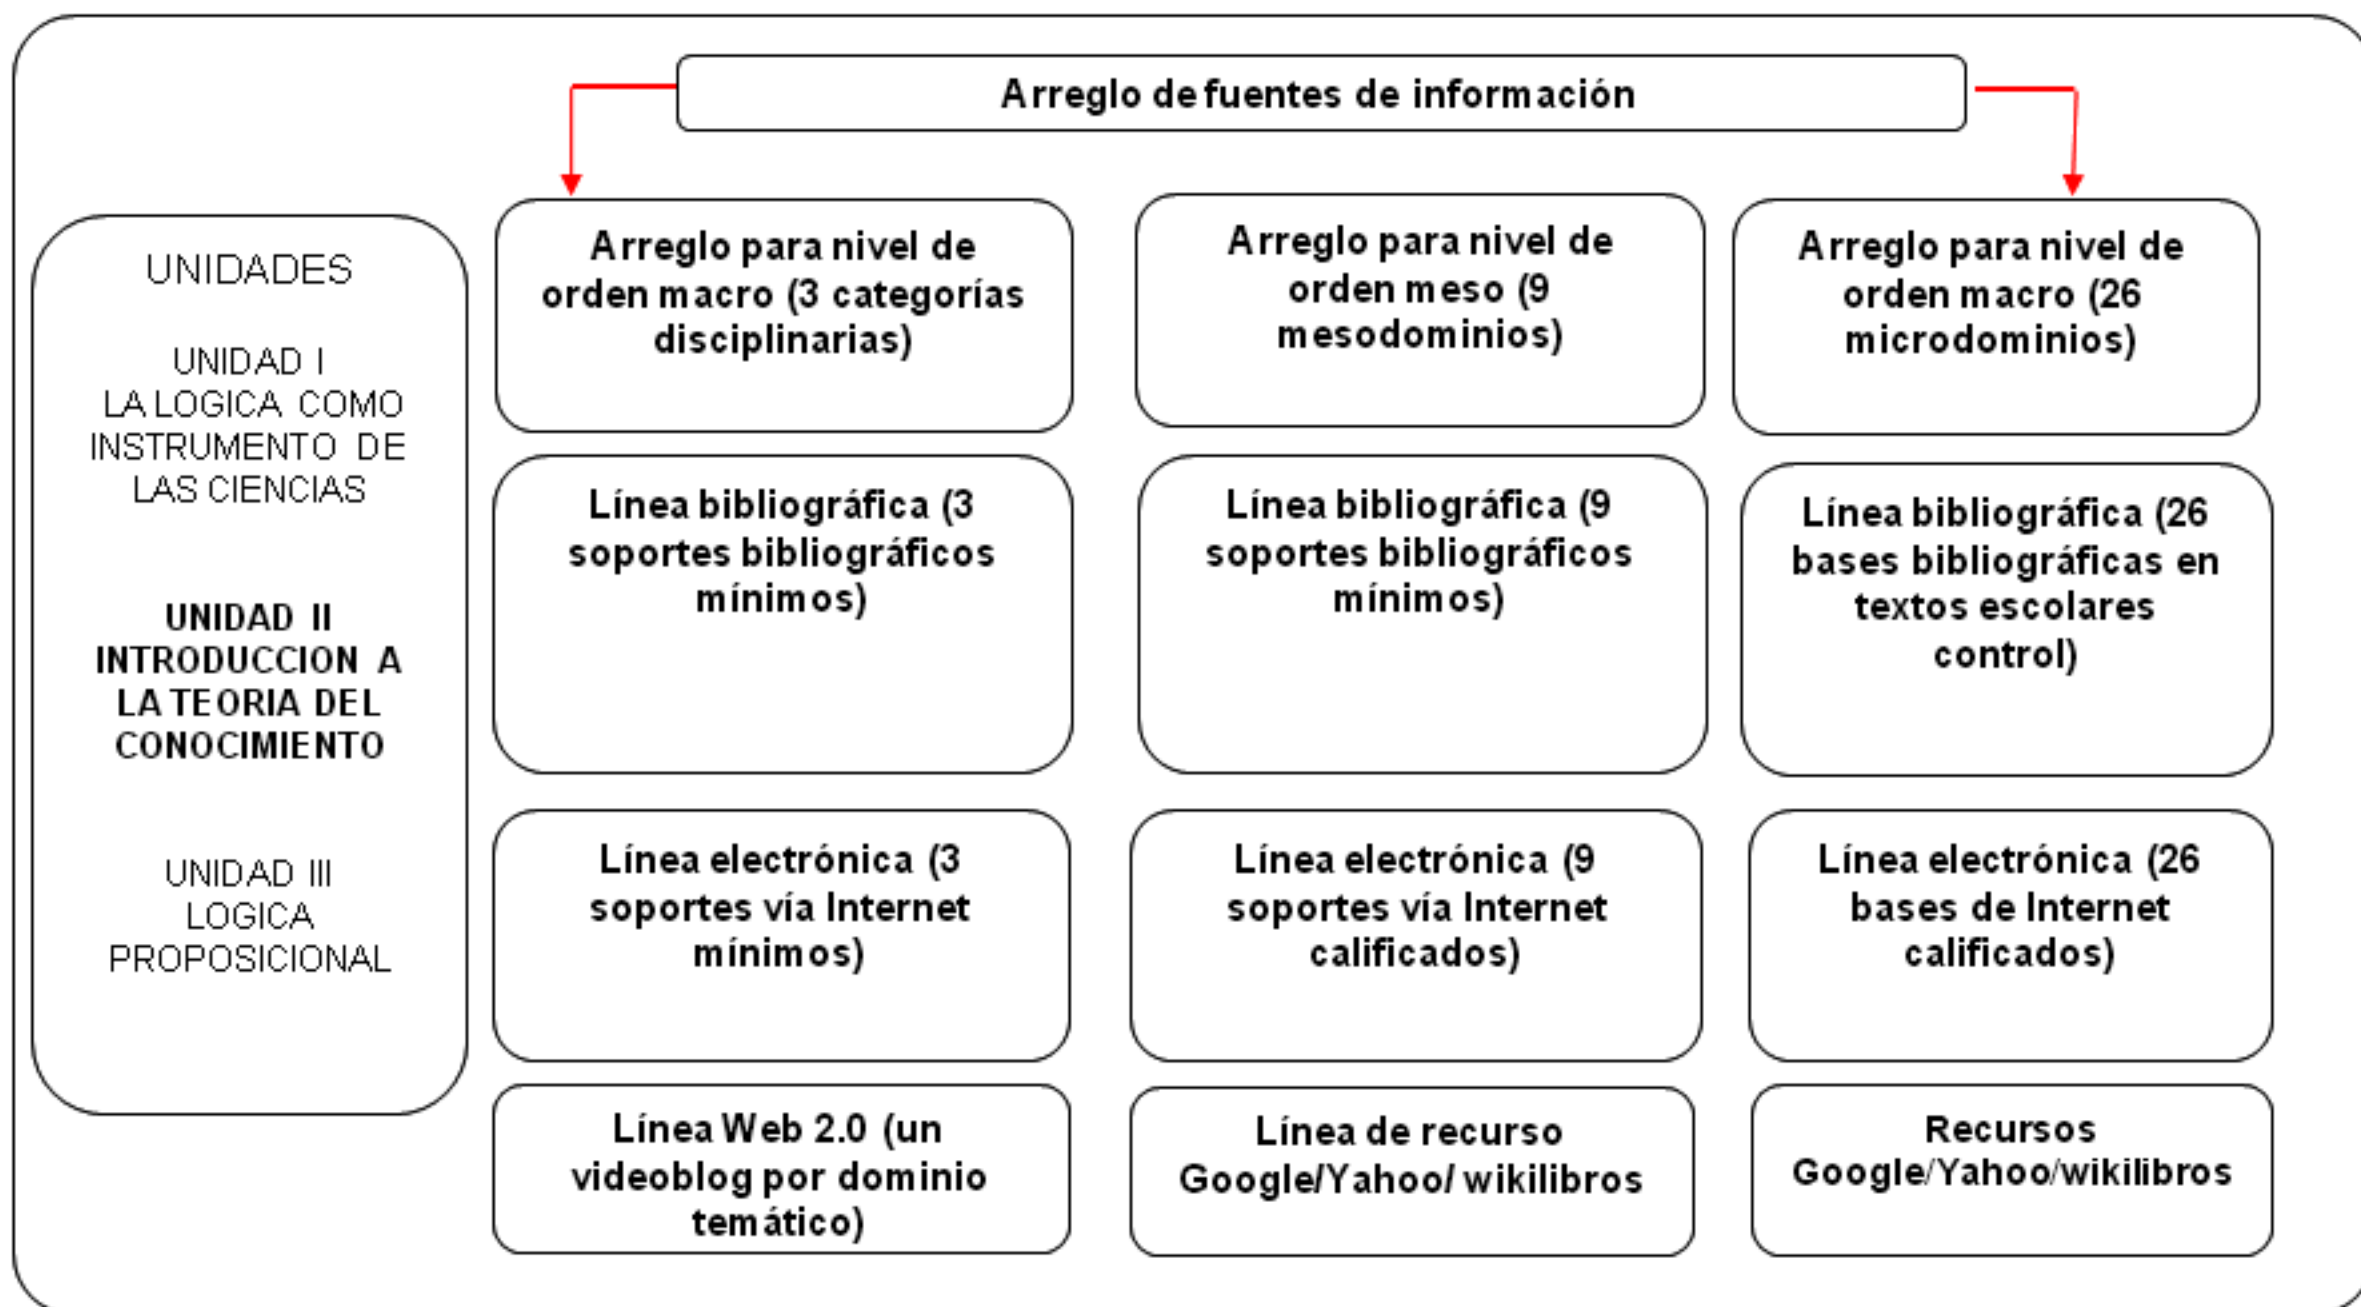 Arreglo de fuentes de información
UNIDADES
UNIDAD I
LA LOGICA COMO
INSTRUMENTO DE
LAS CIENCIAS
UNIDAD II
INTRODUCCION A
LA TEORIA DEL
CONOCIMIENTO
UNIDAD III
LOGICA
PROPOSICIONAL
Arreglo para nivel de
orden macro (3 categorías
disciplinarias)
Arreglo para nivel de
orden meso (9
mesodominios)
Arreglo para nivel de
orden macro (26
microdominios)
Línea bibliográfica (3
soportes bibliográficos
mínimos)
Línea bibliográfica (9
soportes bibliográficos
mínimos)
Línea bibliográfica (26
bases bibliográficas en
textos escolares
control)
Línea electrónica (3
soportes vía Internet
mínimos)
Línea electrónica (9
soportes vía Internet
calificados)
Línea electrónica (26
bases de Internet
calificados)
Línea Web 2.0 (un
videoblog por dominio
temático)
Línea de recurso
Google/Yahoo/ wikilibros
Recursos
Google/Yahoo/wikilibros